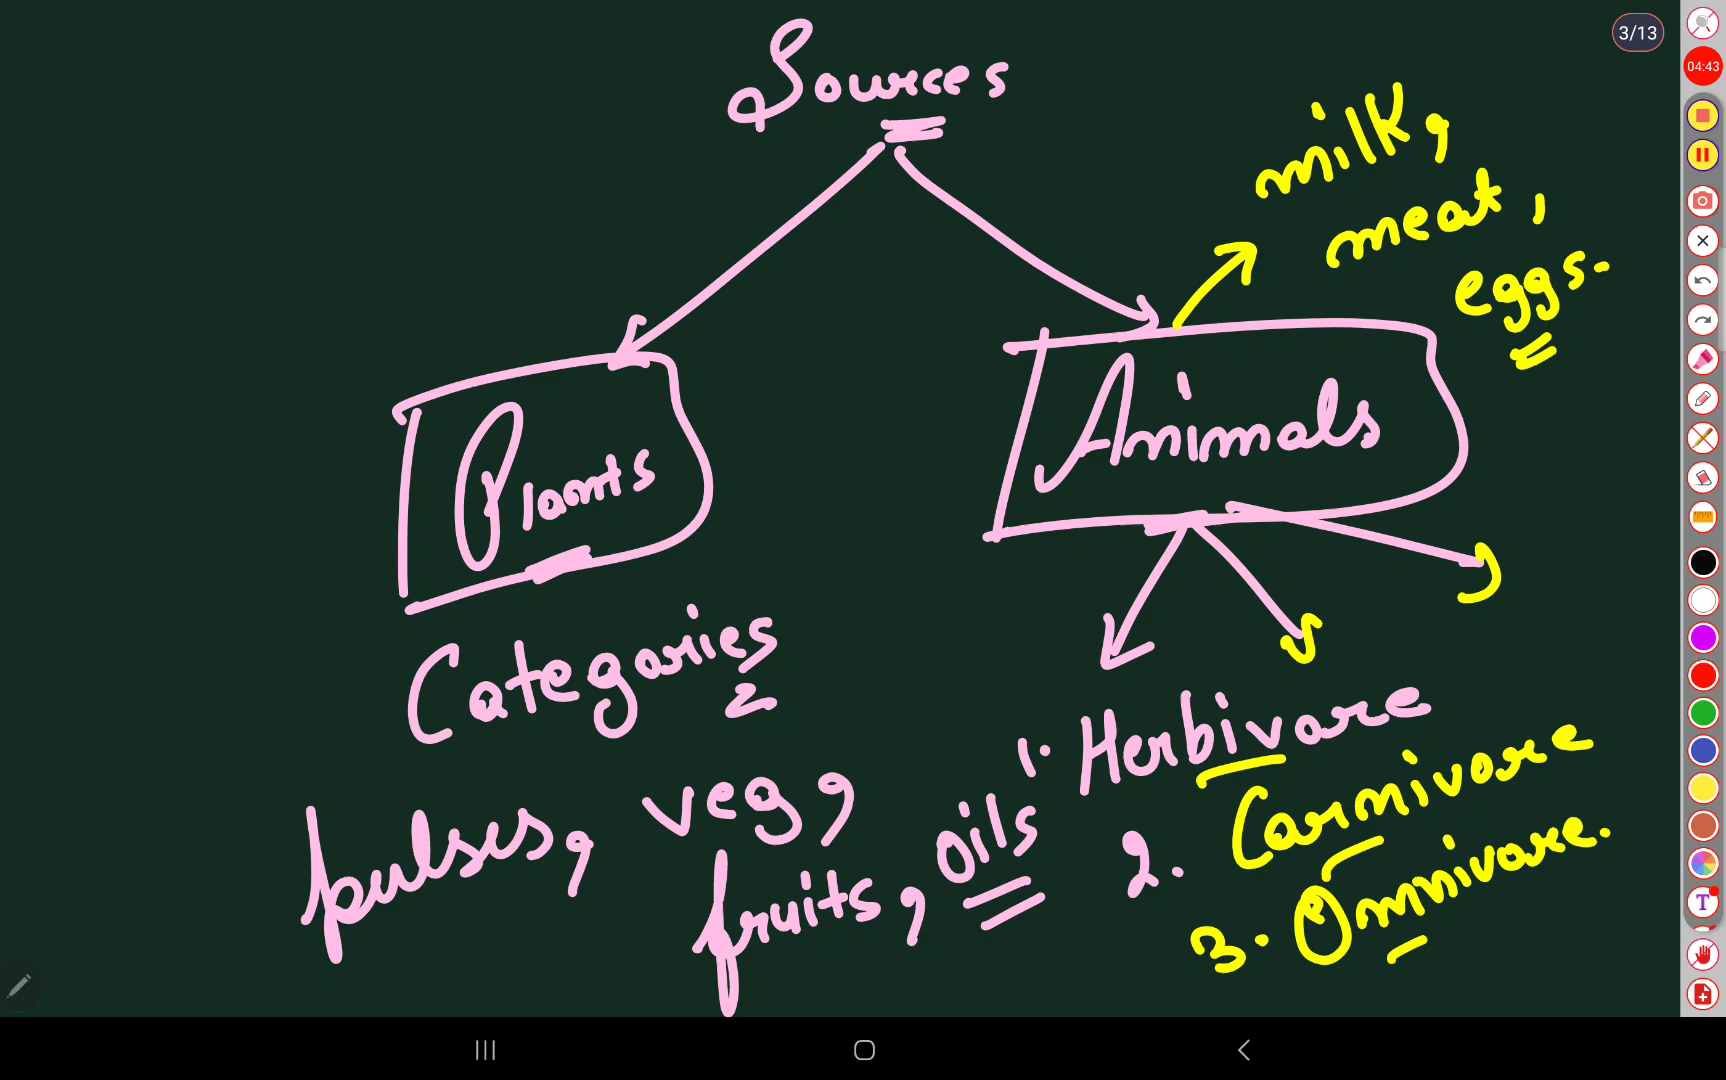 3/13
04:43
Sources
milk,
meat,
eggs.
Plants
Animals
Categories
pulses, veg,
fruits, oils
1. Herbivore
2. Carnivore
3. Omnivore.
T